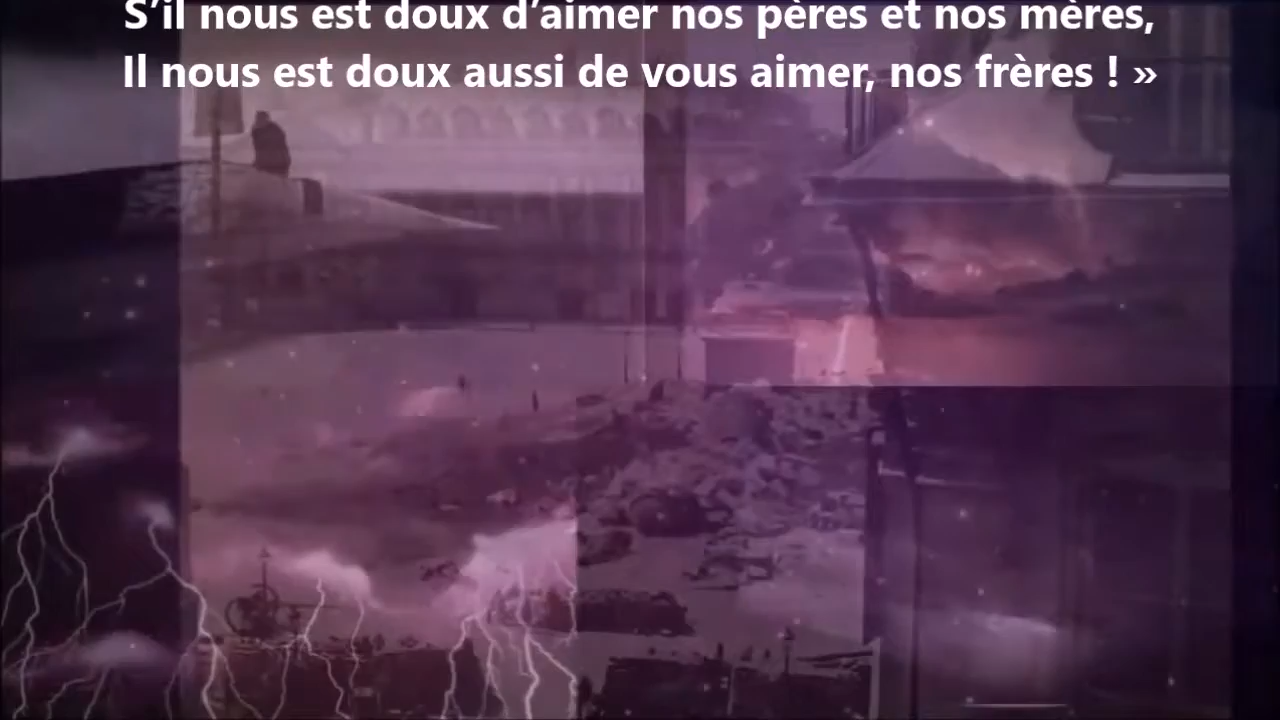 S’il nous est doux d’aimer nos pères et nos mères,
Il nous est doux aussi de vous aimer, nos frères ! »